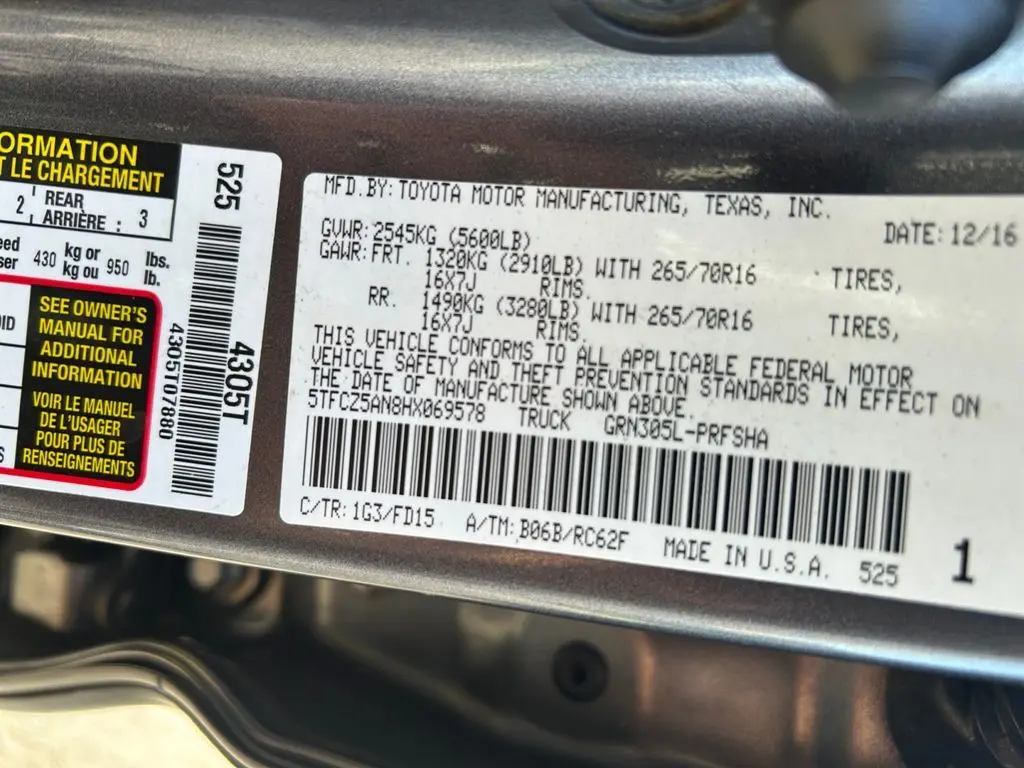 ORMATION
T LE CHARGEMENT
2 REAR ARRIÈRE : 3
430 kg or kg ou 950 lbs. lb.
SEE OWNER'S
MANUAL FOR
ADDITIONAL
INFORMATION
VOIR LE MANUEL
DE L'USAGER
POUR PLUS DE
RENSEIGNEMENTS
4305T07880
525
4305T
MFD.BY: TOYOTA MOTOR MANUFACTURING, TEXAS, INC.
DATE: 12/16
GVWR: 2545KG (5600LB)
GAWR: FRT. 1320KG (2910LB) WITH 265/70R16 TIRES,
16X7J RIMS.
RR. 1490KG (3280LB) WITH 265/70R16 TIRES,
16X7J RIMS.
THIS VEHICLE CONFORMS TO ALL APPLICABLE FEDERAL MOTOR
VEHICLE SAFETY AND THEFT PREVENTION STANDARDS IN EFFECT ON
THE DATE OF MANUFACTURE SHOWN ABOVE.
5TFCZ5AN8HX069578 TRUCK GRN305L-PRFSHA
C/TR: 1G3/FD15 A/TM: B06B/RC62F MADE IN U.S.A. 525 1